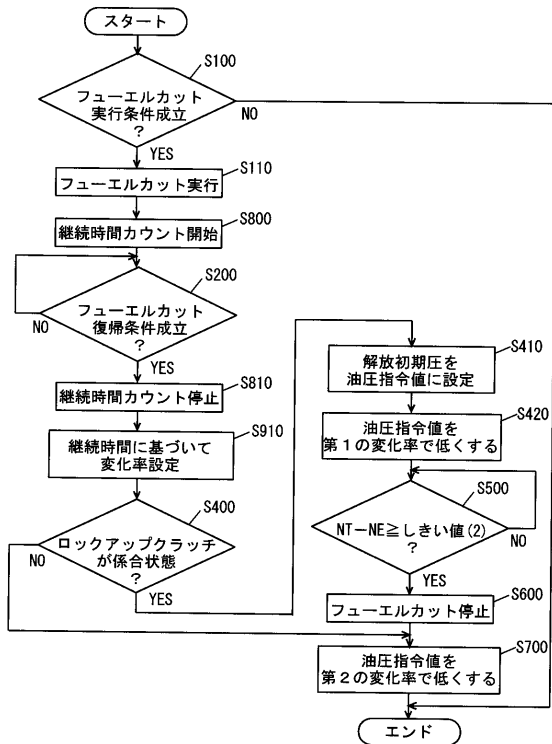 スタート
S100
フューエルカット
実行条件成立
?
NO
YES
S110
フューエルカット実行
S800
継続時間カウント開始
S200
フューエルカット
復帰条件成立
?
NO
YES
S810
継続時間カウント停止
S910
継続時間に基づいて
変化率設定
S400
ロックアップクラッチ
が係合状態
?
NO
YES
S410
解放初期圧を
油圧指令値に設定
S420
油圧指令値を
第1の変化率で低くする
S500
NT−NE≧しきい値(2)
?
NO
YES
S600
フューエルカット停止
S700
油圧指令値を
第2の変化率で低くする
エンド